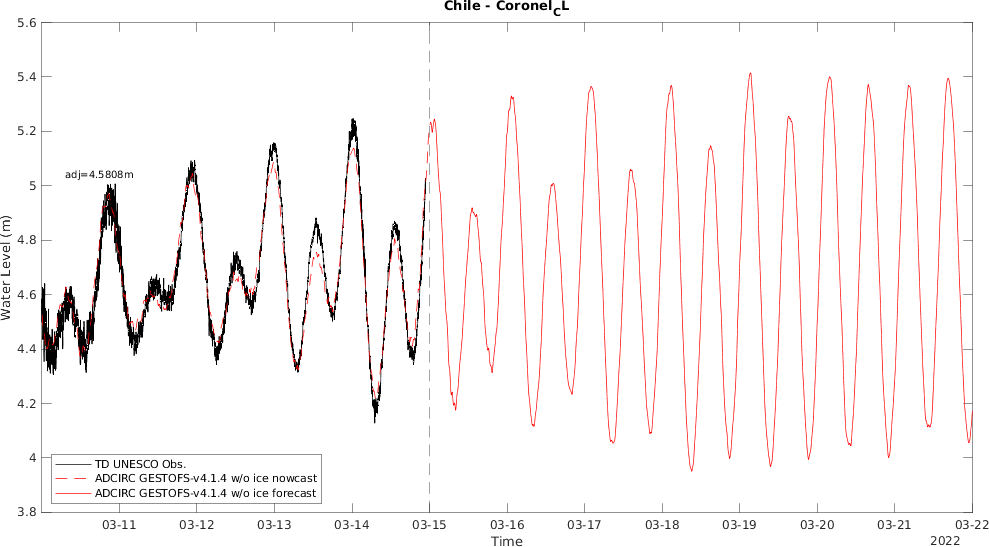 Chile - Coronel_CL
5.6
5.4
5.2
5
4.8
4.6
4.4
4.2
4
3.8
Water Level (m)
adj=4.5808m
TD UNESCO Obs.
ADCIRC GESTOFS-v4.1.4 w/o ice nowcast
ADCIRC GESTOFS-v4.1.4 w/o ice forecast
03-11 03-12 03-13 03-14 03-15 03-16 03-17 03-18 03-19 03-20 03-21 03-22
Time
2022